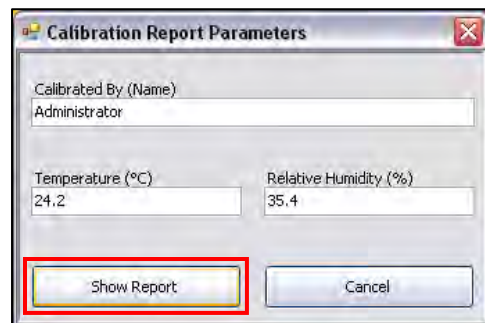 Calibration Report Parameters
Calibrated By (Name)
Administrator
Temperature (°C) Relative Humidity (%)
24.2 35.4
Show Report Cancel